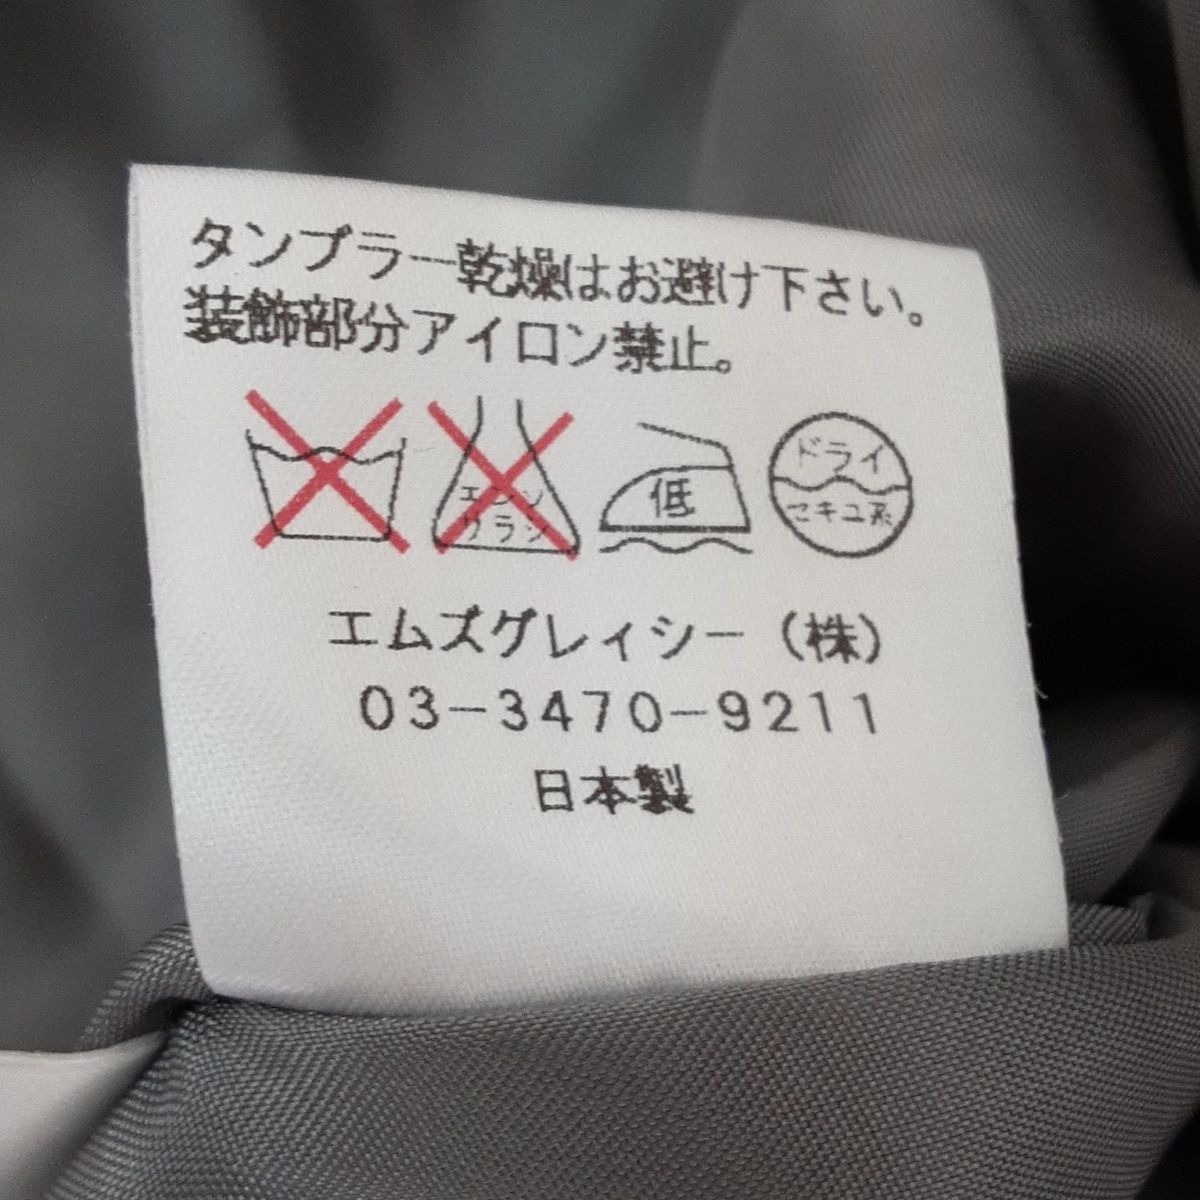 タンブラー乾燥はお避け下さい。
装飾部分アイロン禁止。
エンソ
サラシ
低
ドライ
セキユ系
エムズグレイシー（株）
03-3470-9211
日本製